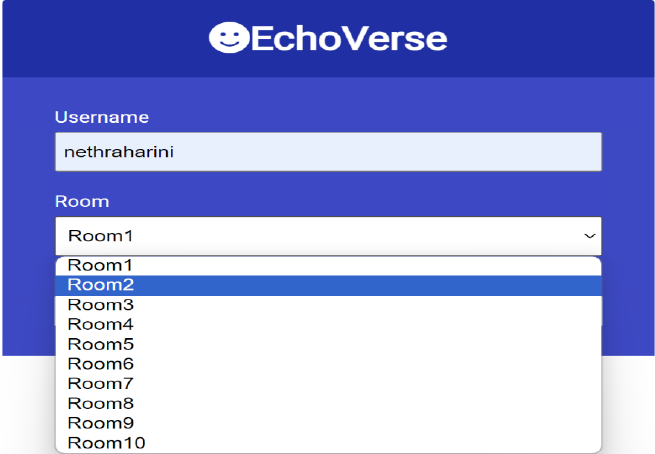 EchoVerse
Username
nethraharini
Room
Room1
Room1
Room2
Room3
Room4
Room5
Room6
Room7
Room8
Room9
Room10